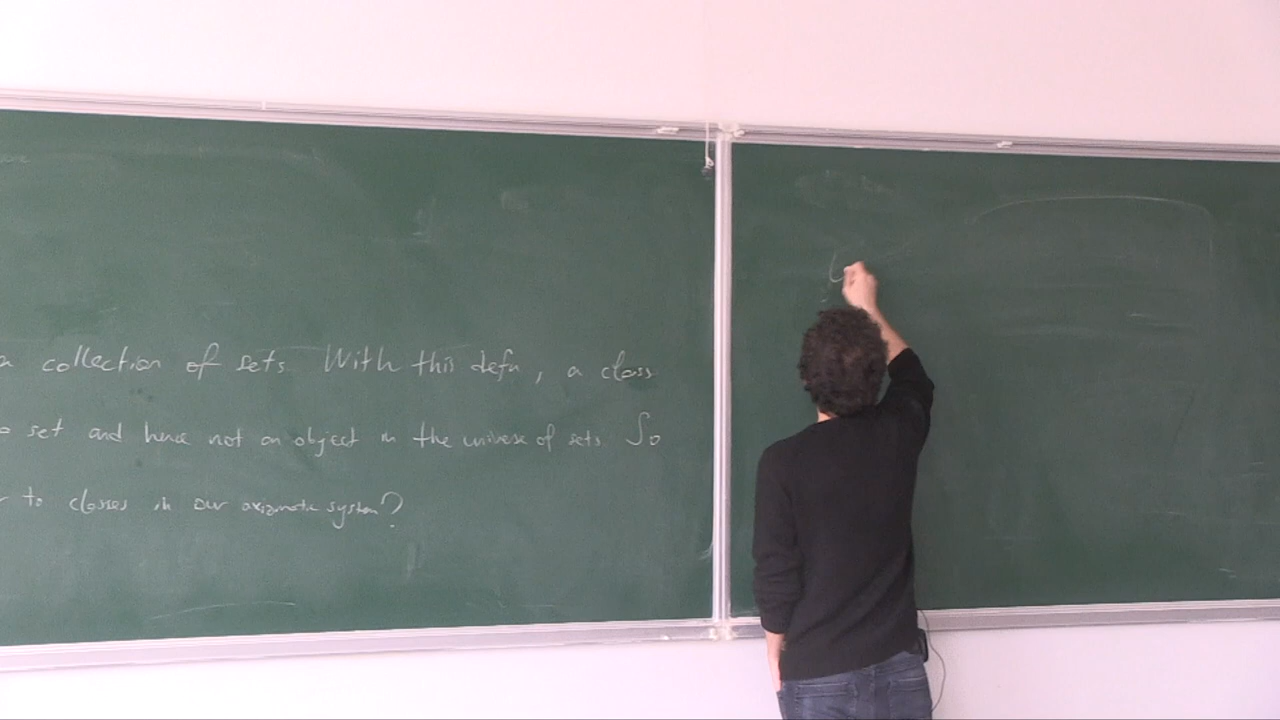 a collection of sets. With this defn, a class
set and hence not an object in the universe of sets. So
to classes in our axiomatic system?